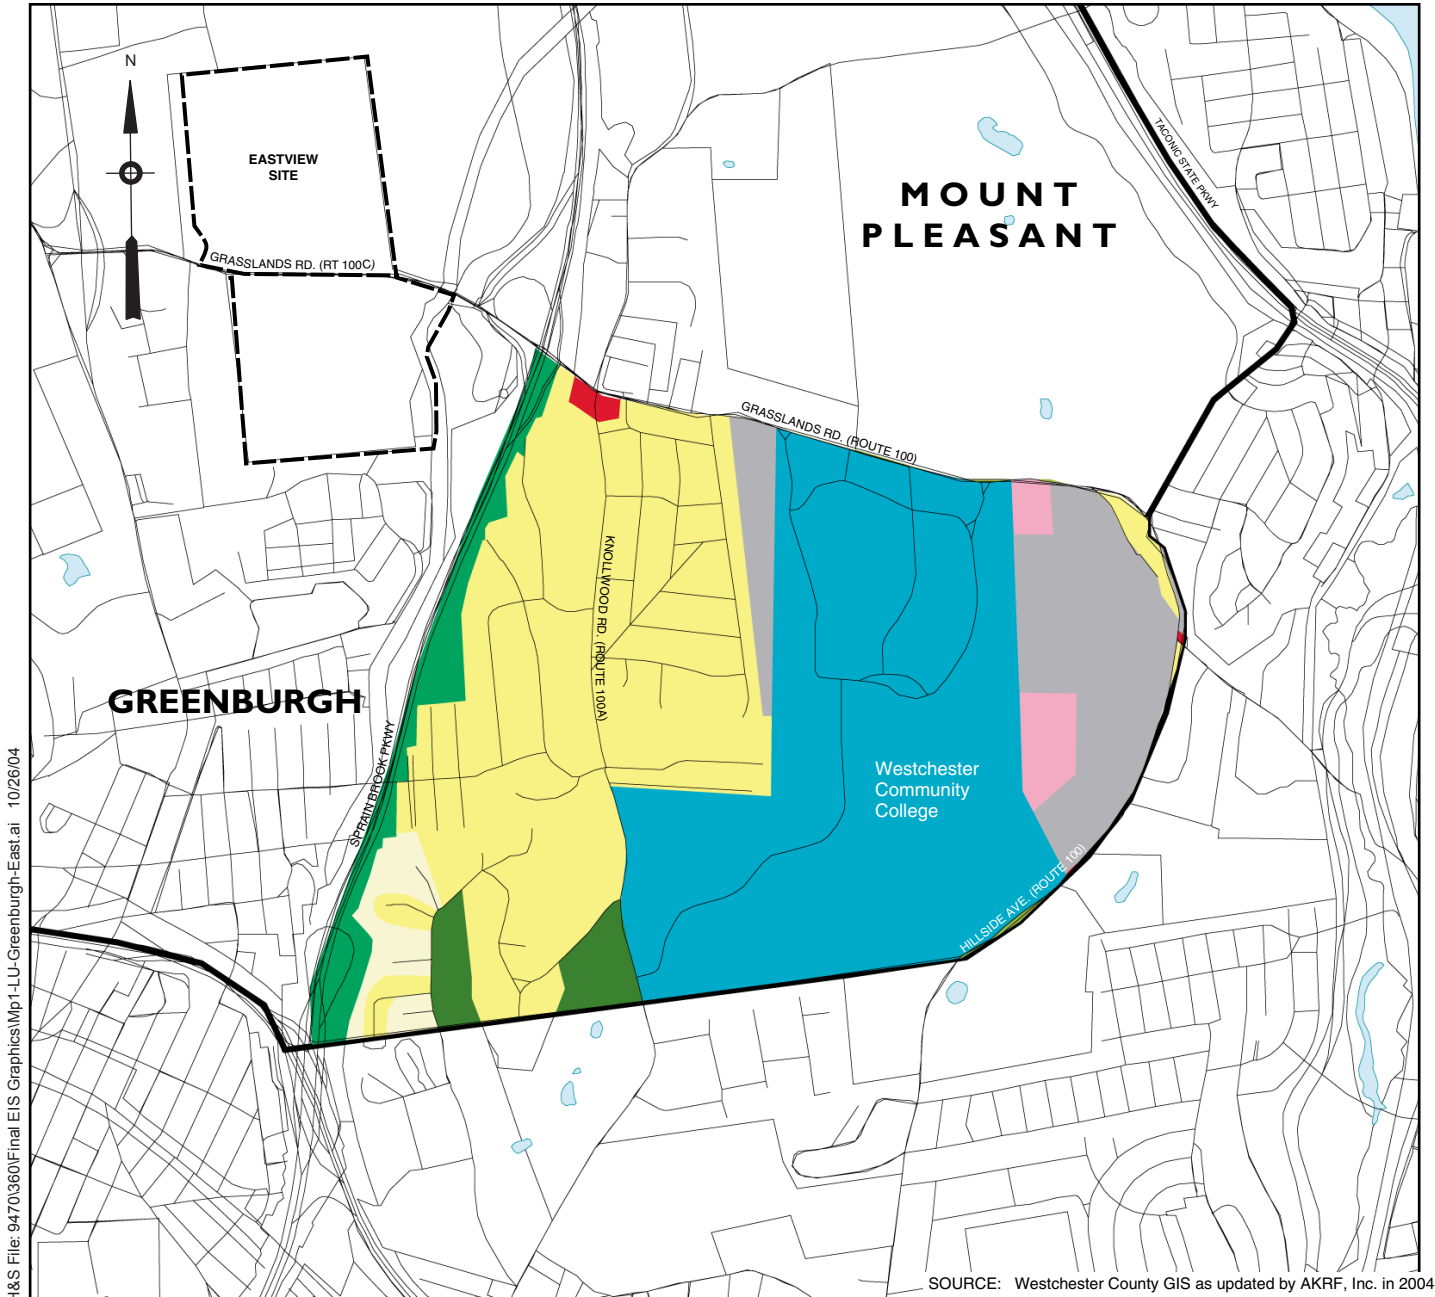 N
EASTVIEW
SITE
GRASSLANDS RD. (RT 100C)
MOUNT
PLEASANT
TACONIC STATE PKWY
GRASSLANDS RD. (ROUTE 100)
KNOLLWOOD RD. (ROUTE 100A)
GREENBURGH
SPRAIN BROOK PKWY
Westchester
Community
College
HILLSIDE AVE. (ROUTE 100)
H&S File: 9470\360\Final EIS Graphics\Mp1-LU-Greenburgh-East.ai 10/26/04
SOURCE: Westchester County GIS as updated by AKRF, Inc. in 2004